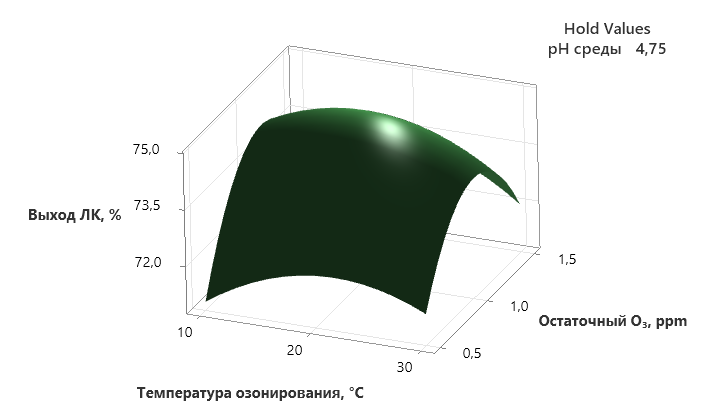 Hold Values
pH среды 4,75
75,0
73,5
72,0
Выход ЛК, %
10
20
30
0,5
1,0
1,5
Остаточный O₃, ppm
Температура озонирования, °C